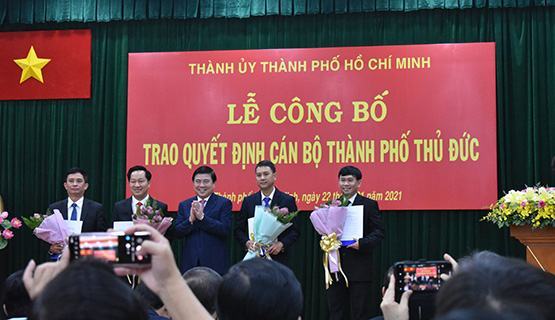 THÀNH ỦY THÀNH PHỐ HỒ CHÍ MINH
LỄ CÔNG BỐ
TRAO QUYẾT ĐỊNH CÁN BỘ THÀNH PHỐ THỦ ĐỨC
ngày 22 2021